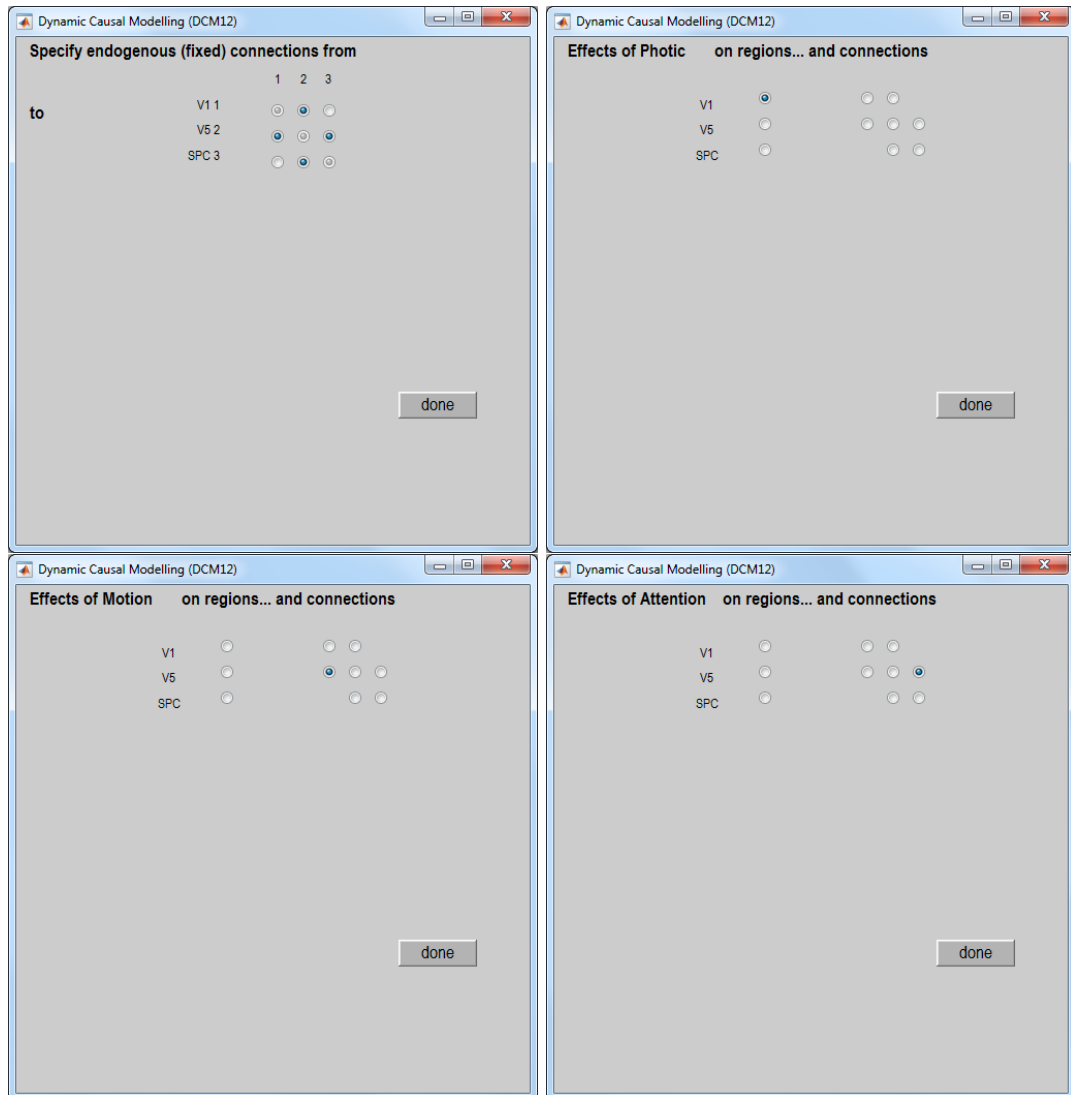 Dynamic Causal Modelling (DCM12)
Specify endogenous (fixed) connections from
1 2 3
to
V1 1
V5 2
SPC 3
done
Dynamic Causal Modelling (DCM12)
Effects of Photic on regions... and connections
V1
V5
SPC
done
Dynamic Causal Modelling (DCM12)
Effects of Motion on regions... and connections
V1
V5
SPC
done
Dynamic Causal Modelling (DCM12)
Effects of Attention on regions... and connections
V1
V5
SPC
done